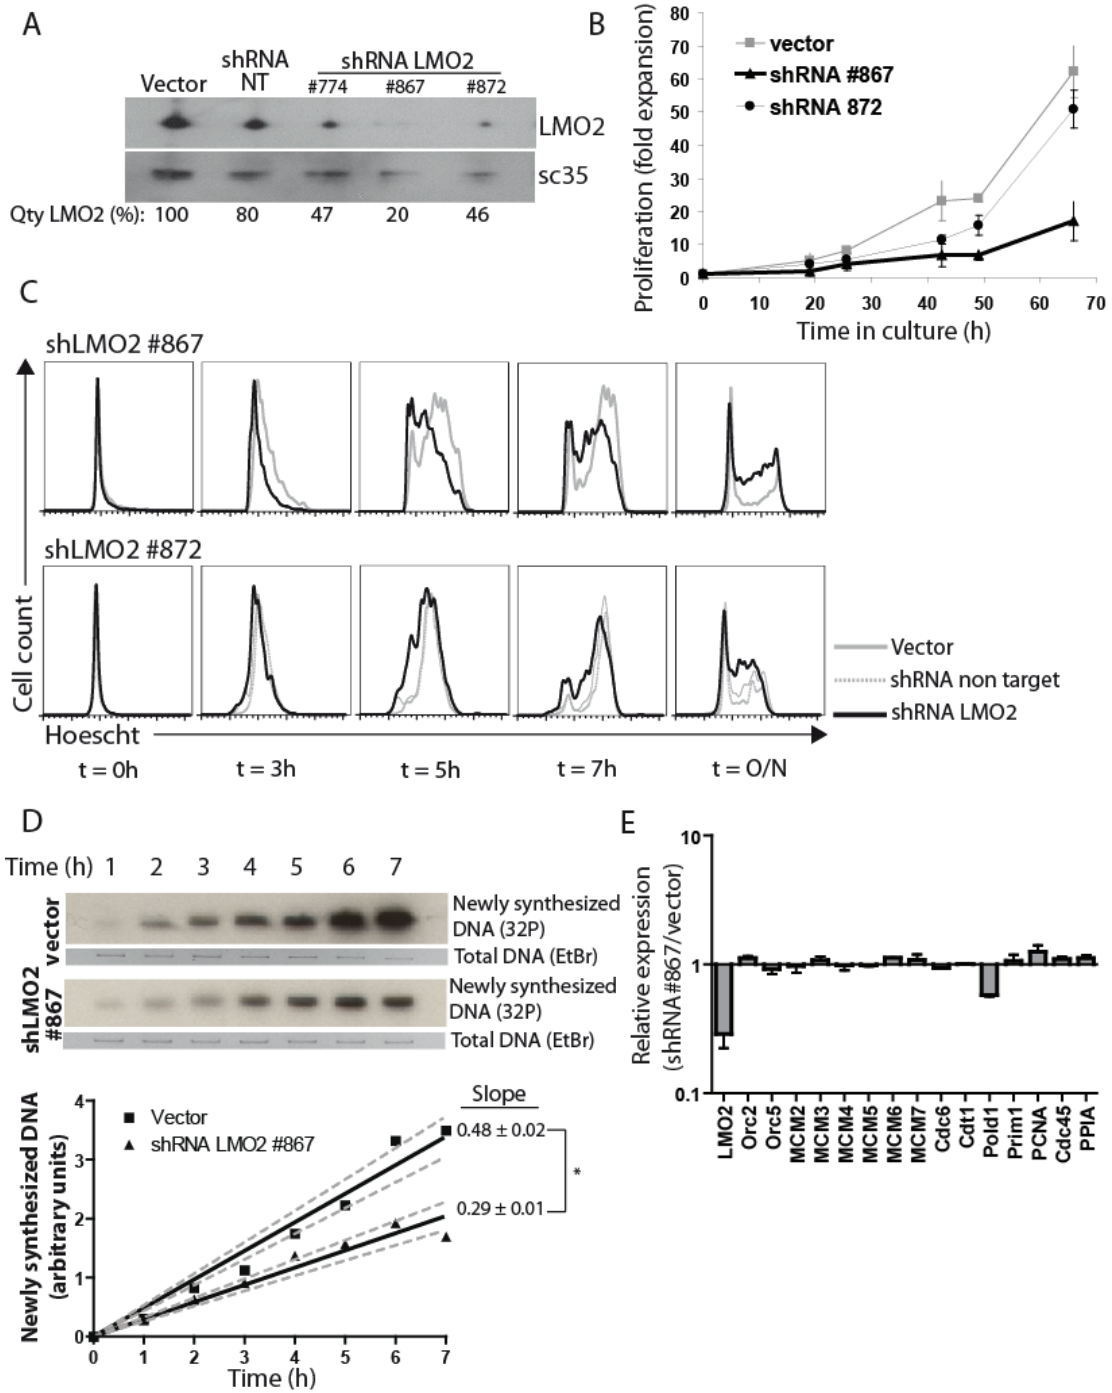 A
Vector
shRNA
NT
shRNA LMO2
#774
#867
#872
LMO2
sc35
Qty LMO2 (%): 100 80 47 20 46
B
Proliferation (fold expansion)
80
70
60
50
40
30
20
10
0
vector
shRNA #867
shRNA 872
0 10 20 30 40 50 60 70
Time in culture (h)
C
shLMO2 #867
shLMO2 #872
Cell count
Vector
shRNA non target
shRNA LMO2
Hoescht
t = 0h t = 3h t = 5h t = 7h t = O/N
D
Time (h) 1 2 3 4 5 6 7
vector
Newly synthesized
DNA (32P)
Total DNA (EtBr)
shLMO2
#867
Newly synthesized
DNA (32P)
Total DNA (EtBr)
Newly synthesized DNA
(arbitrary units)
4
3
2
1
0
Vector
shRNA LMO2 #867
Slope
0.48 ± 0.02
*
0.29 ± 0.01
0 1 2 3 4 5 6 7
Time (h)
E
Relative expression
(shRNA#867/vector)
10
1
0.1
LMO2
Orc2
Orc5
MCM2
MCM3
MCM4
MCM5
MCM6
MCM7
Cdc6
Cdt1
Pold1
Prim1
PCNA
Cdc45
PPIA